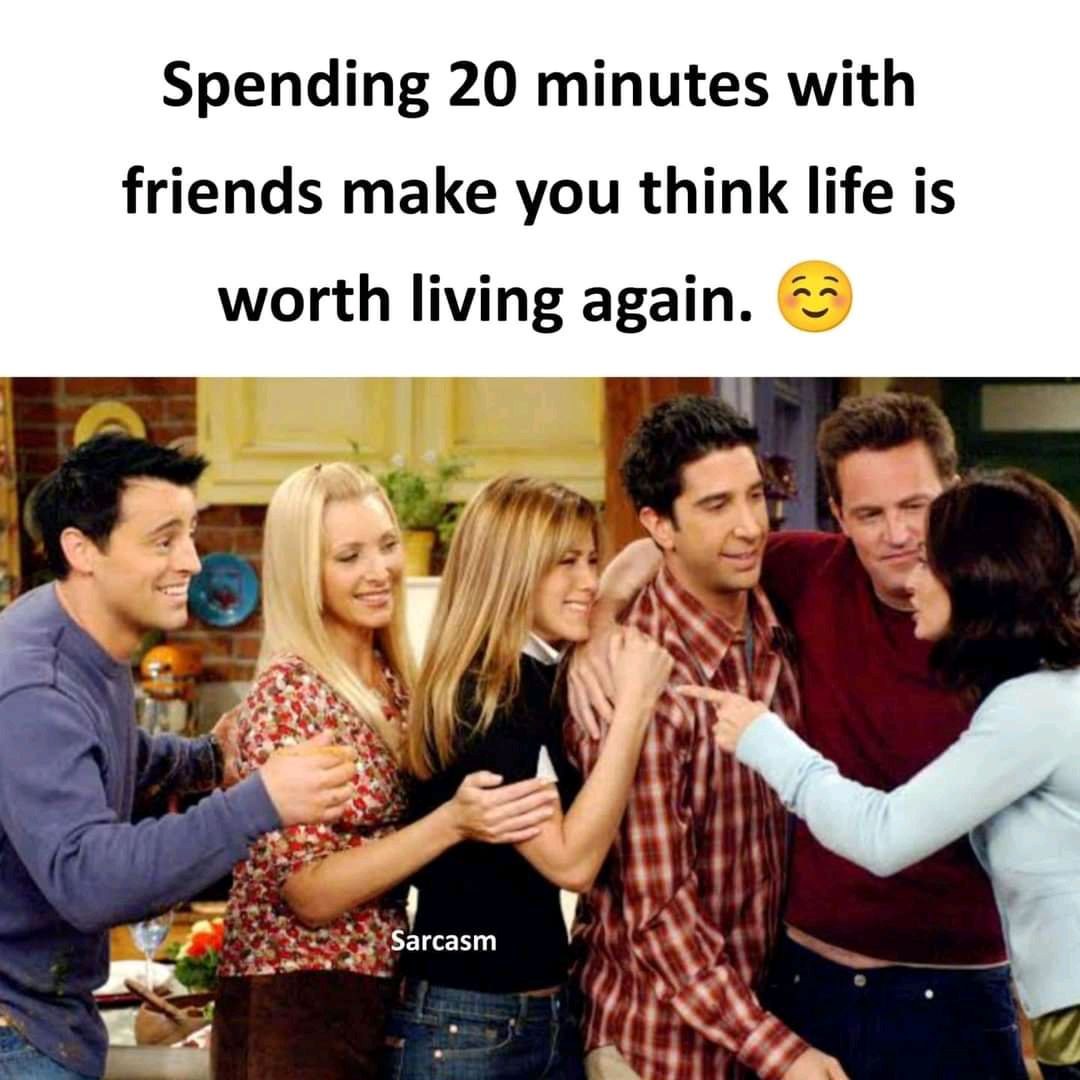 Spending 20 minutes with
friends make you think life is
worth living again. ☺️
Sarcasm